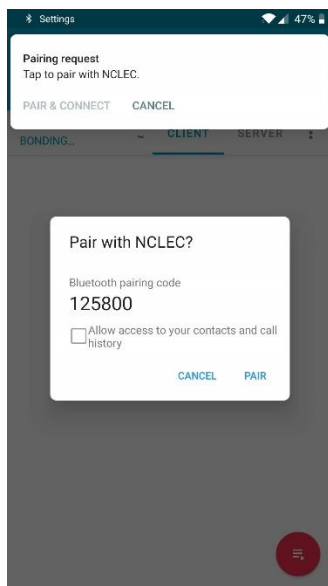 Settings
47%
Pairing request
Tap to pair with NCLEC.
PAIR & CONNECT CANCEL
BONDING... CLIENT SERVER
Pair with NCLEC?
Bluetooth pairing code
125800
Allow access to your contacts and call
history
CANCEL PAIR